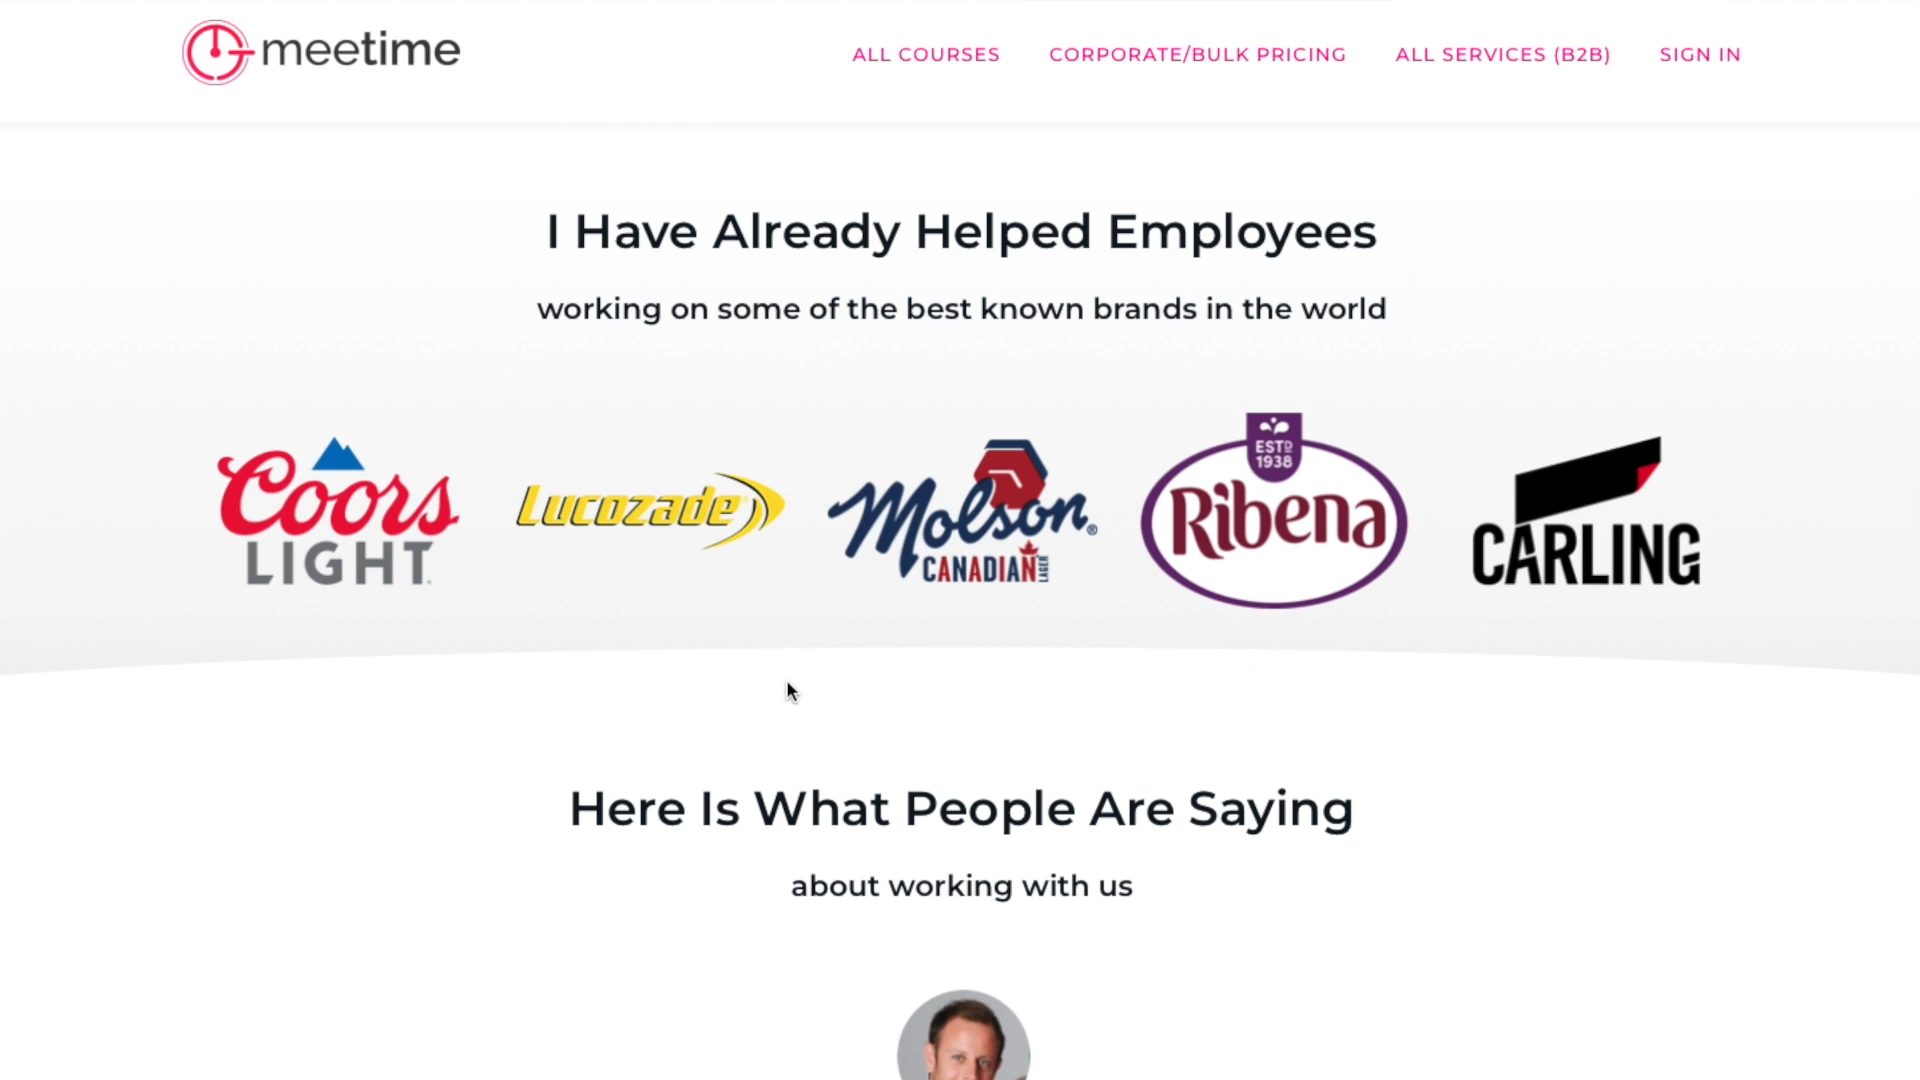 meetime
ALL COURSES
CORPORATE/BULK PRICING
ALL SERVICES (B2B)
SIGN IN
I Have Already Helped Employees
working on some of the best known brands in the world
Coors
LIGHT
Lucozade
Molson
CANADIAN
LAGER
ESTD
1938
Ribena
CARLING
Here Is What People Are Saying
about working with us